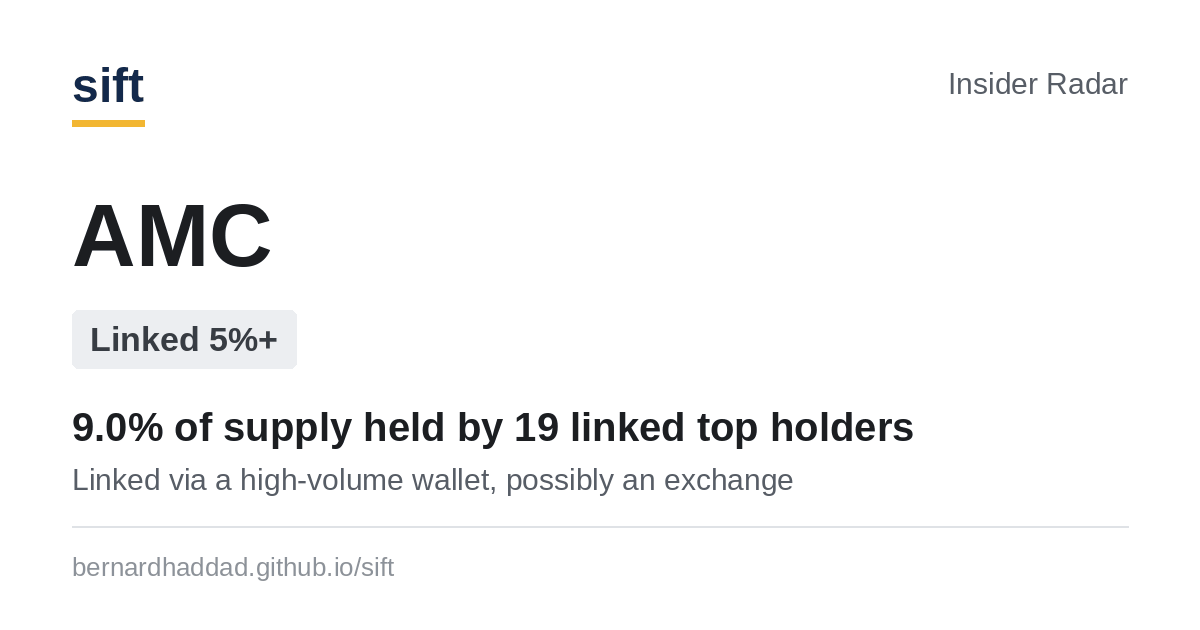 sift
Insider Radar
AMC
Linked 5%+
9.0% of supply held by 19 linked top holders
Linked via a high-volume wallet, possibly an exchange
bernardhaddad.github.io/sift